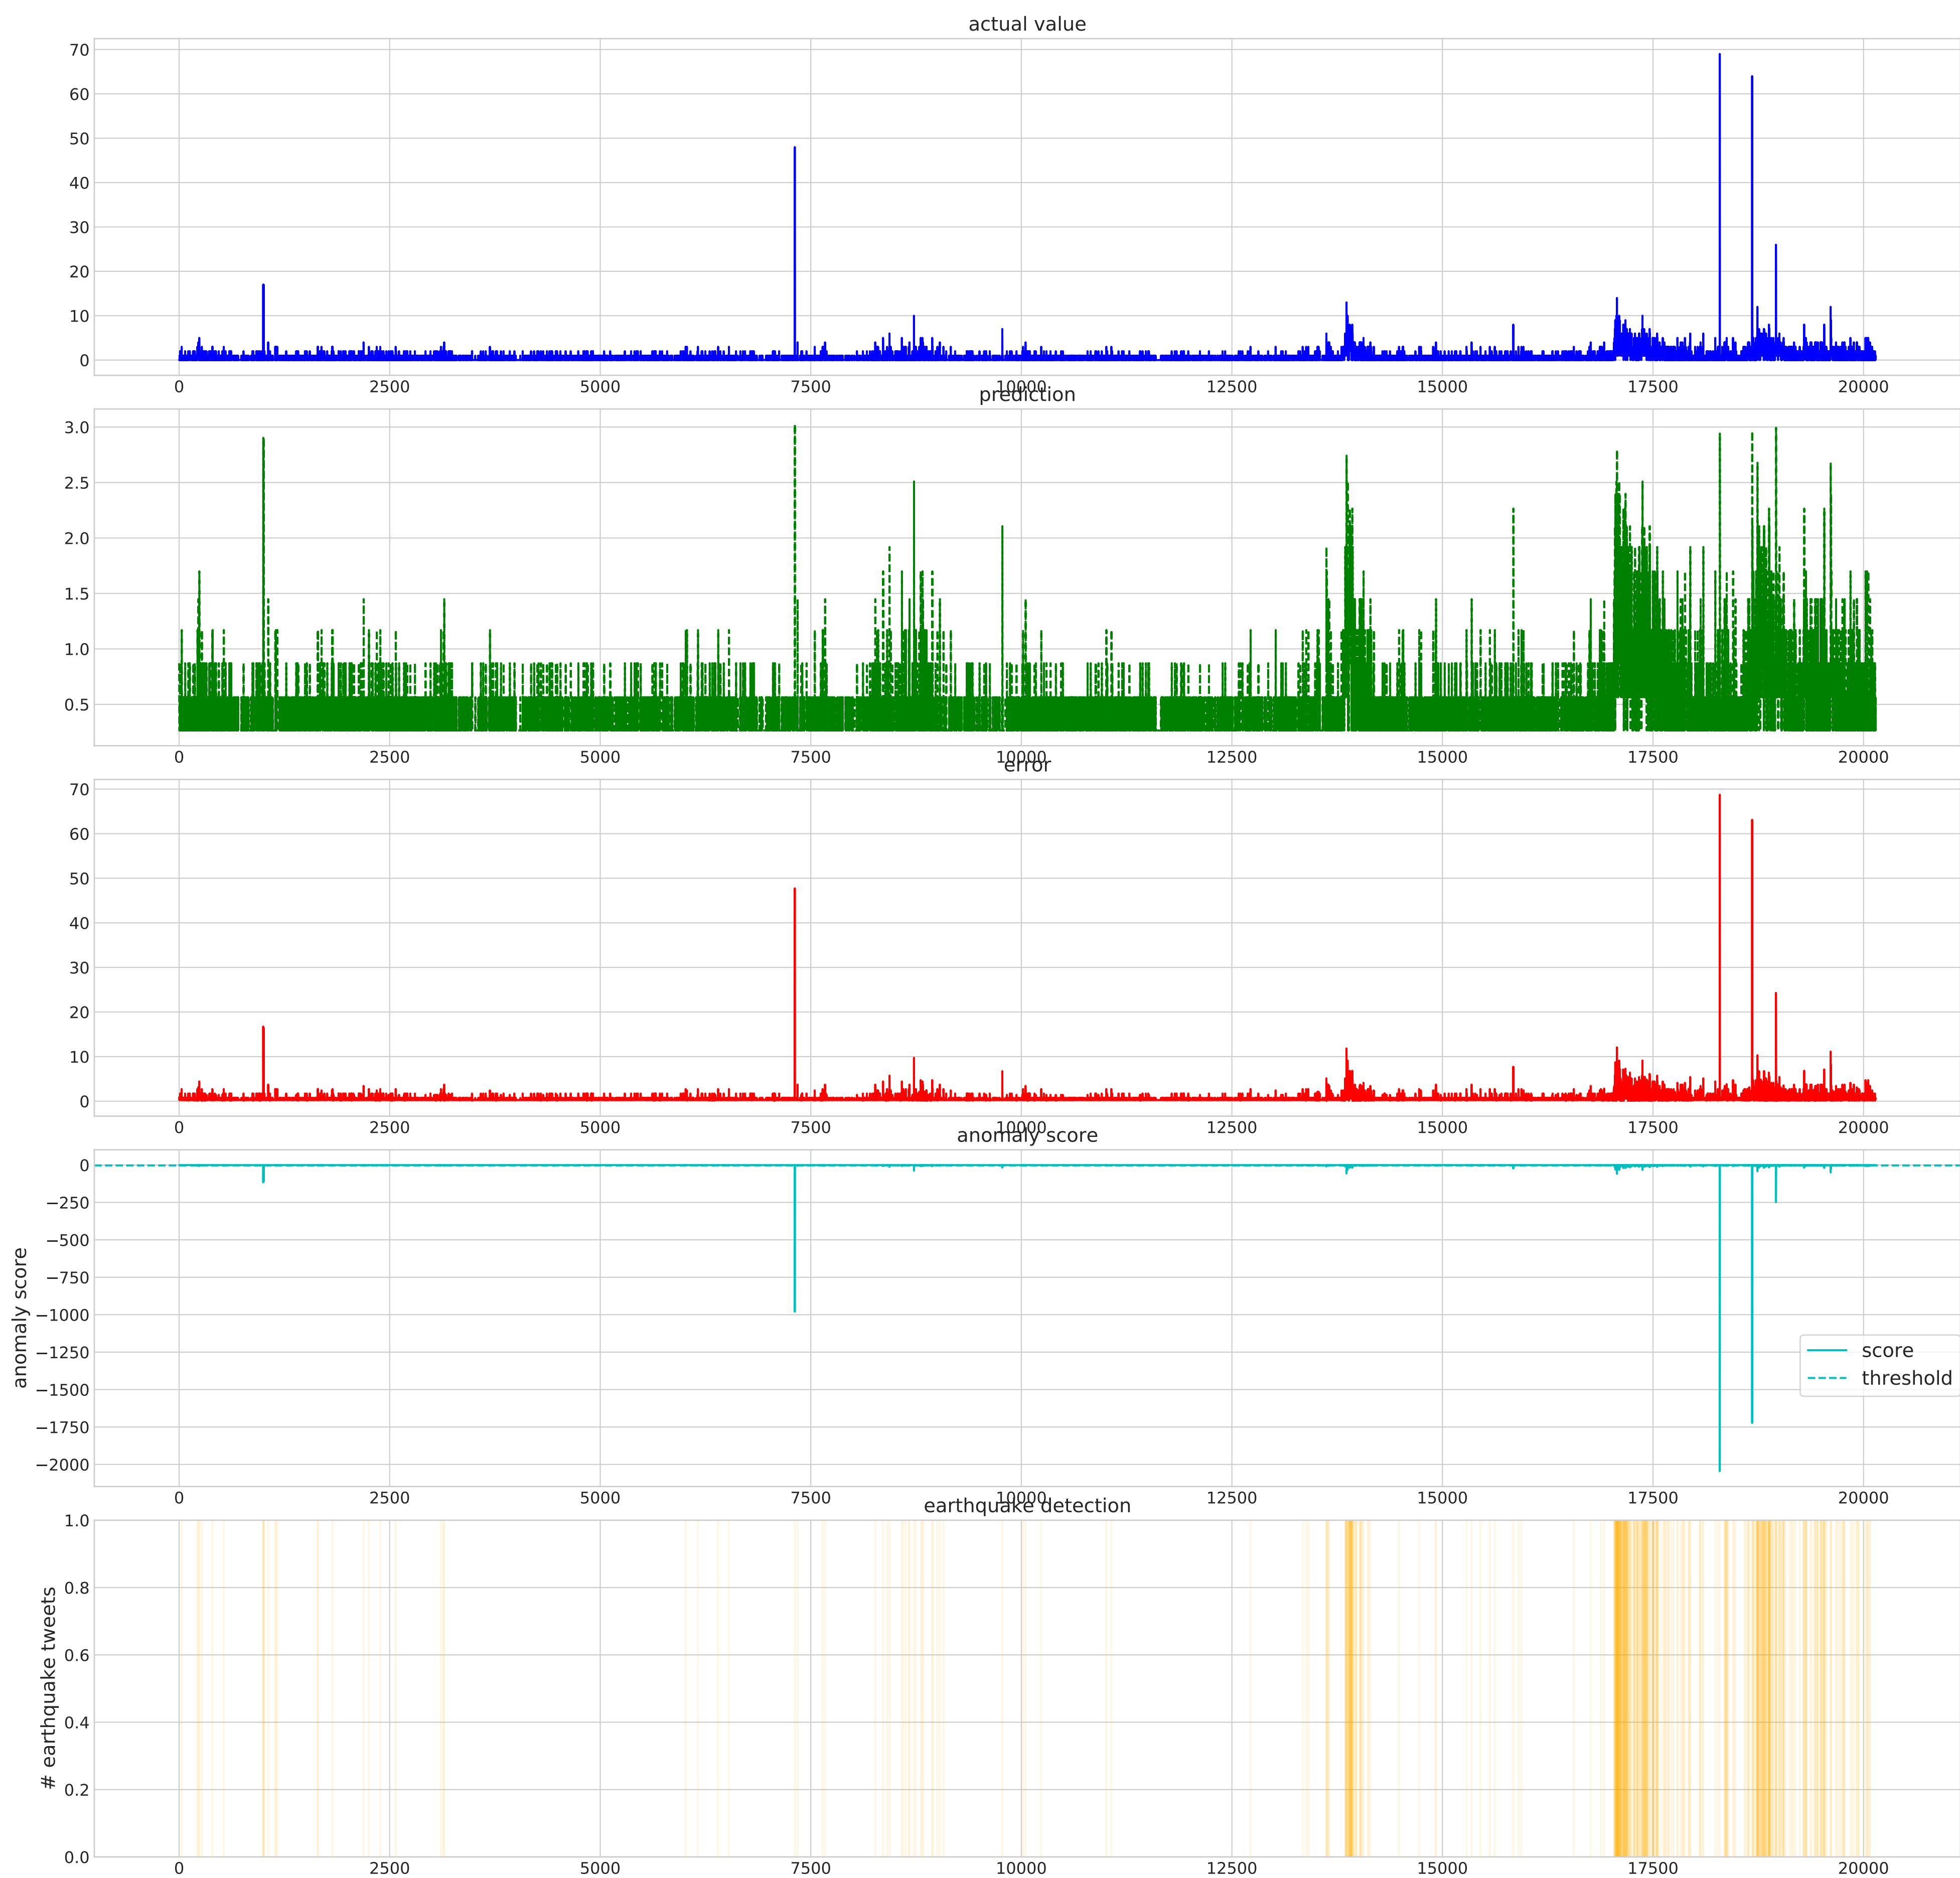 actual value
70
60
50
40
30
20
10
0
0 2500 5000 7500 10000 12500 15000 17500 20000
prediction
3.0
2.5
2.0
1.5
1.0
0.5
0 2500 5000 7500 10000 12500 15000 17500 20000
error
70
60
50
40
30
20
10
0
0 2500 5000 7500 10000 12500 15000 17500 20000
anomaly score
anomaly score
0
−250
−500
−750
−1000
−1250
−1500
−1750
−2000
score
threshold
0 2500 5000 7500 10000 12500 15000 17500 20000
earthquake detection
# earthquake tweets
1.0
0.8
0.6
0.4
0.2
0.0
0 2500 5000 7500 10000 12500 15000 17500 20000